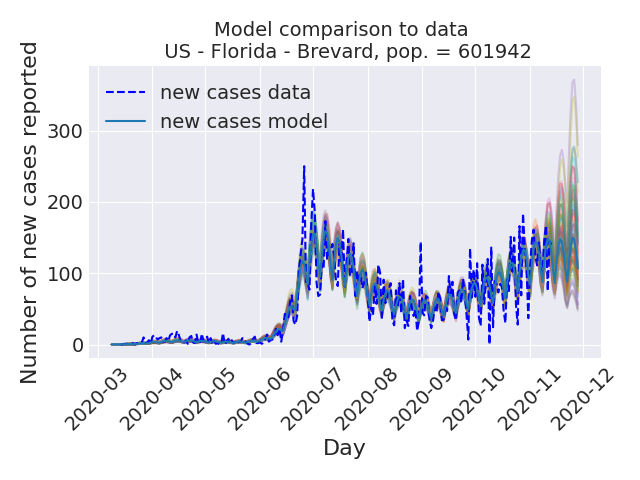 Model comparison to data
US - Florida - Brevard, pop. = 601942
Number of new cases reported
new cases data
new cases model
300
200
100
0
2020-03
2020-04
2020-05
2020-06
2020-07
2020-08
2020-09
2020-10
2020-11
2020-12
Day